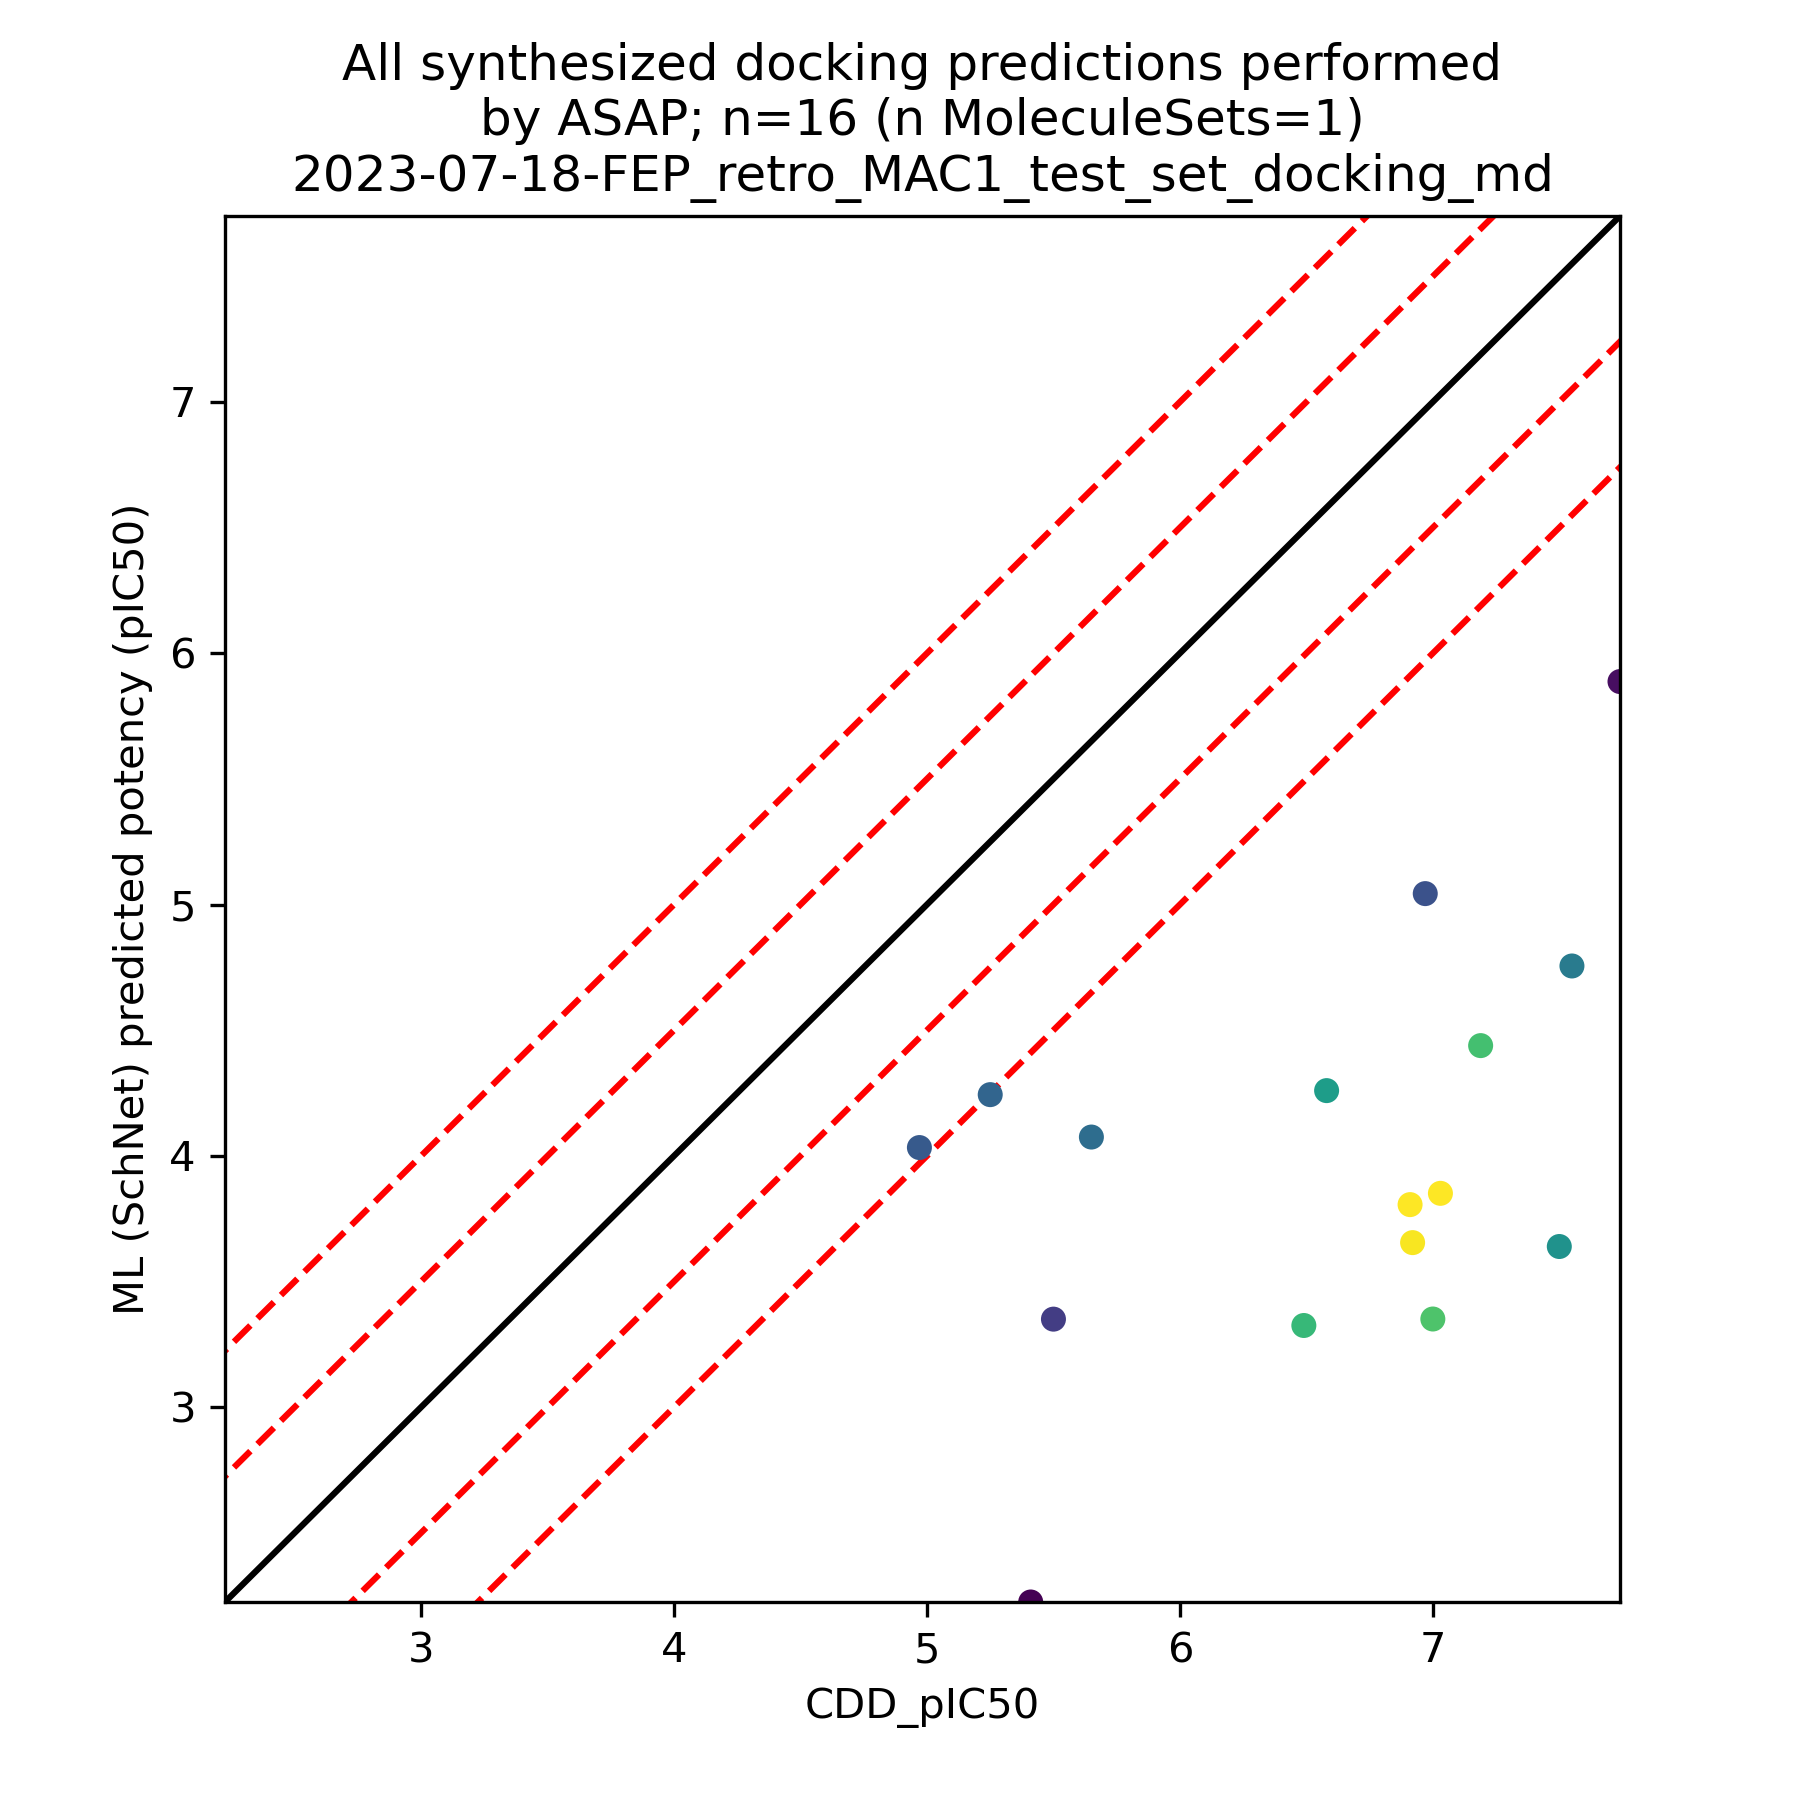 All synthesized docking predictions performed
by ASAP; n=16 (n MoleculeSets=1)
2023-07-18-FEP_retro_MAC1_test_set_docking_md
ML (SchNet) predicted potency (pIC50)
7
6
5
4
3
3
4
5
6
7
CDD_pIC50